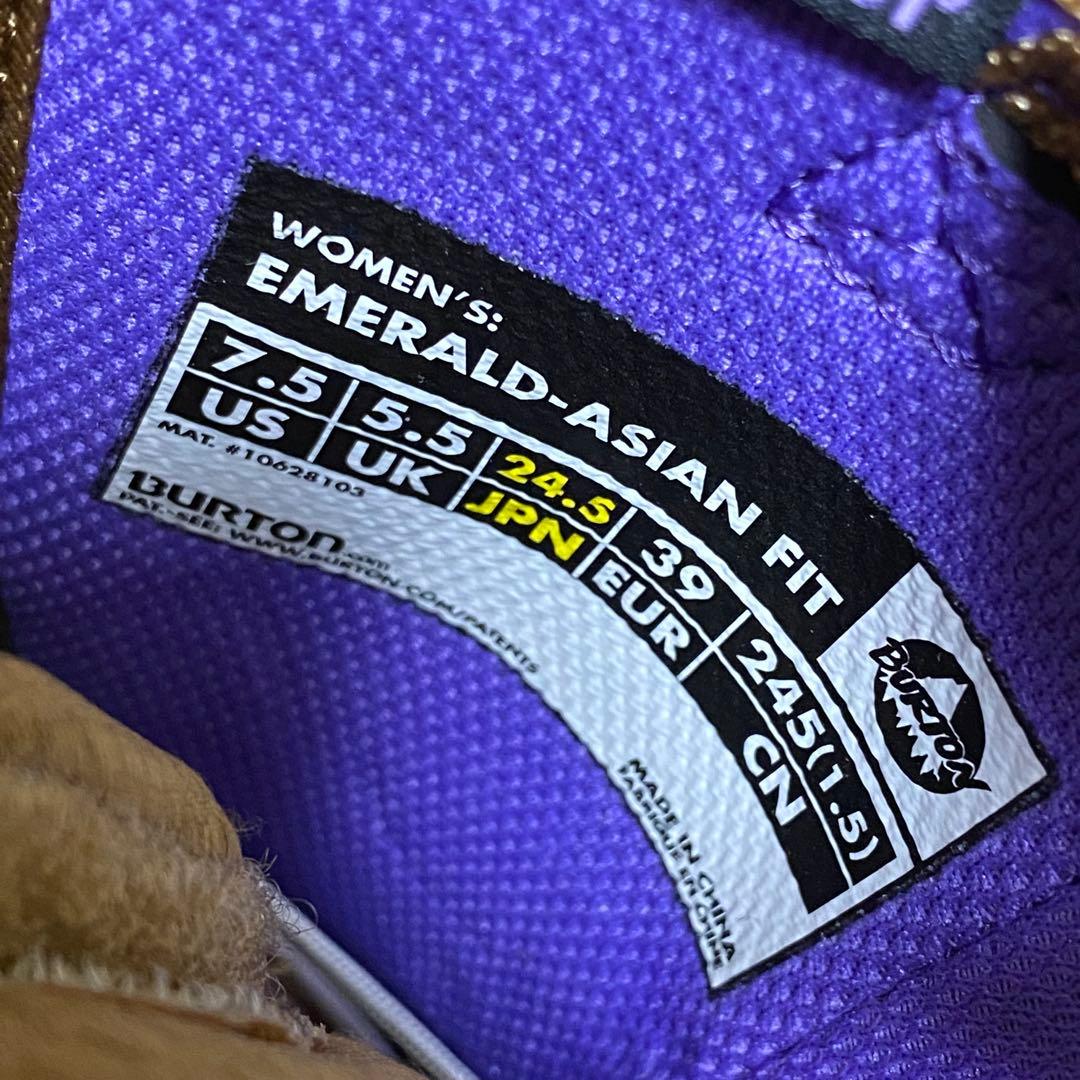 WOMEN'S:
EMERALD-ASIAN FIT
7.5 5.5 24.5 39 245(1.5)
US UK JPN EUR CN
MAT. #10628103
BURTON.com
PAT.-SEE: WWW.BURTON.COM/PATENTS
MADE IN CHINA
FABRIQUE EN CHINE
BURTON